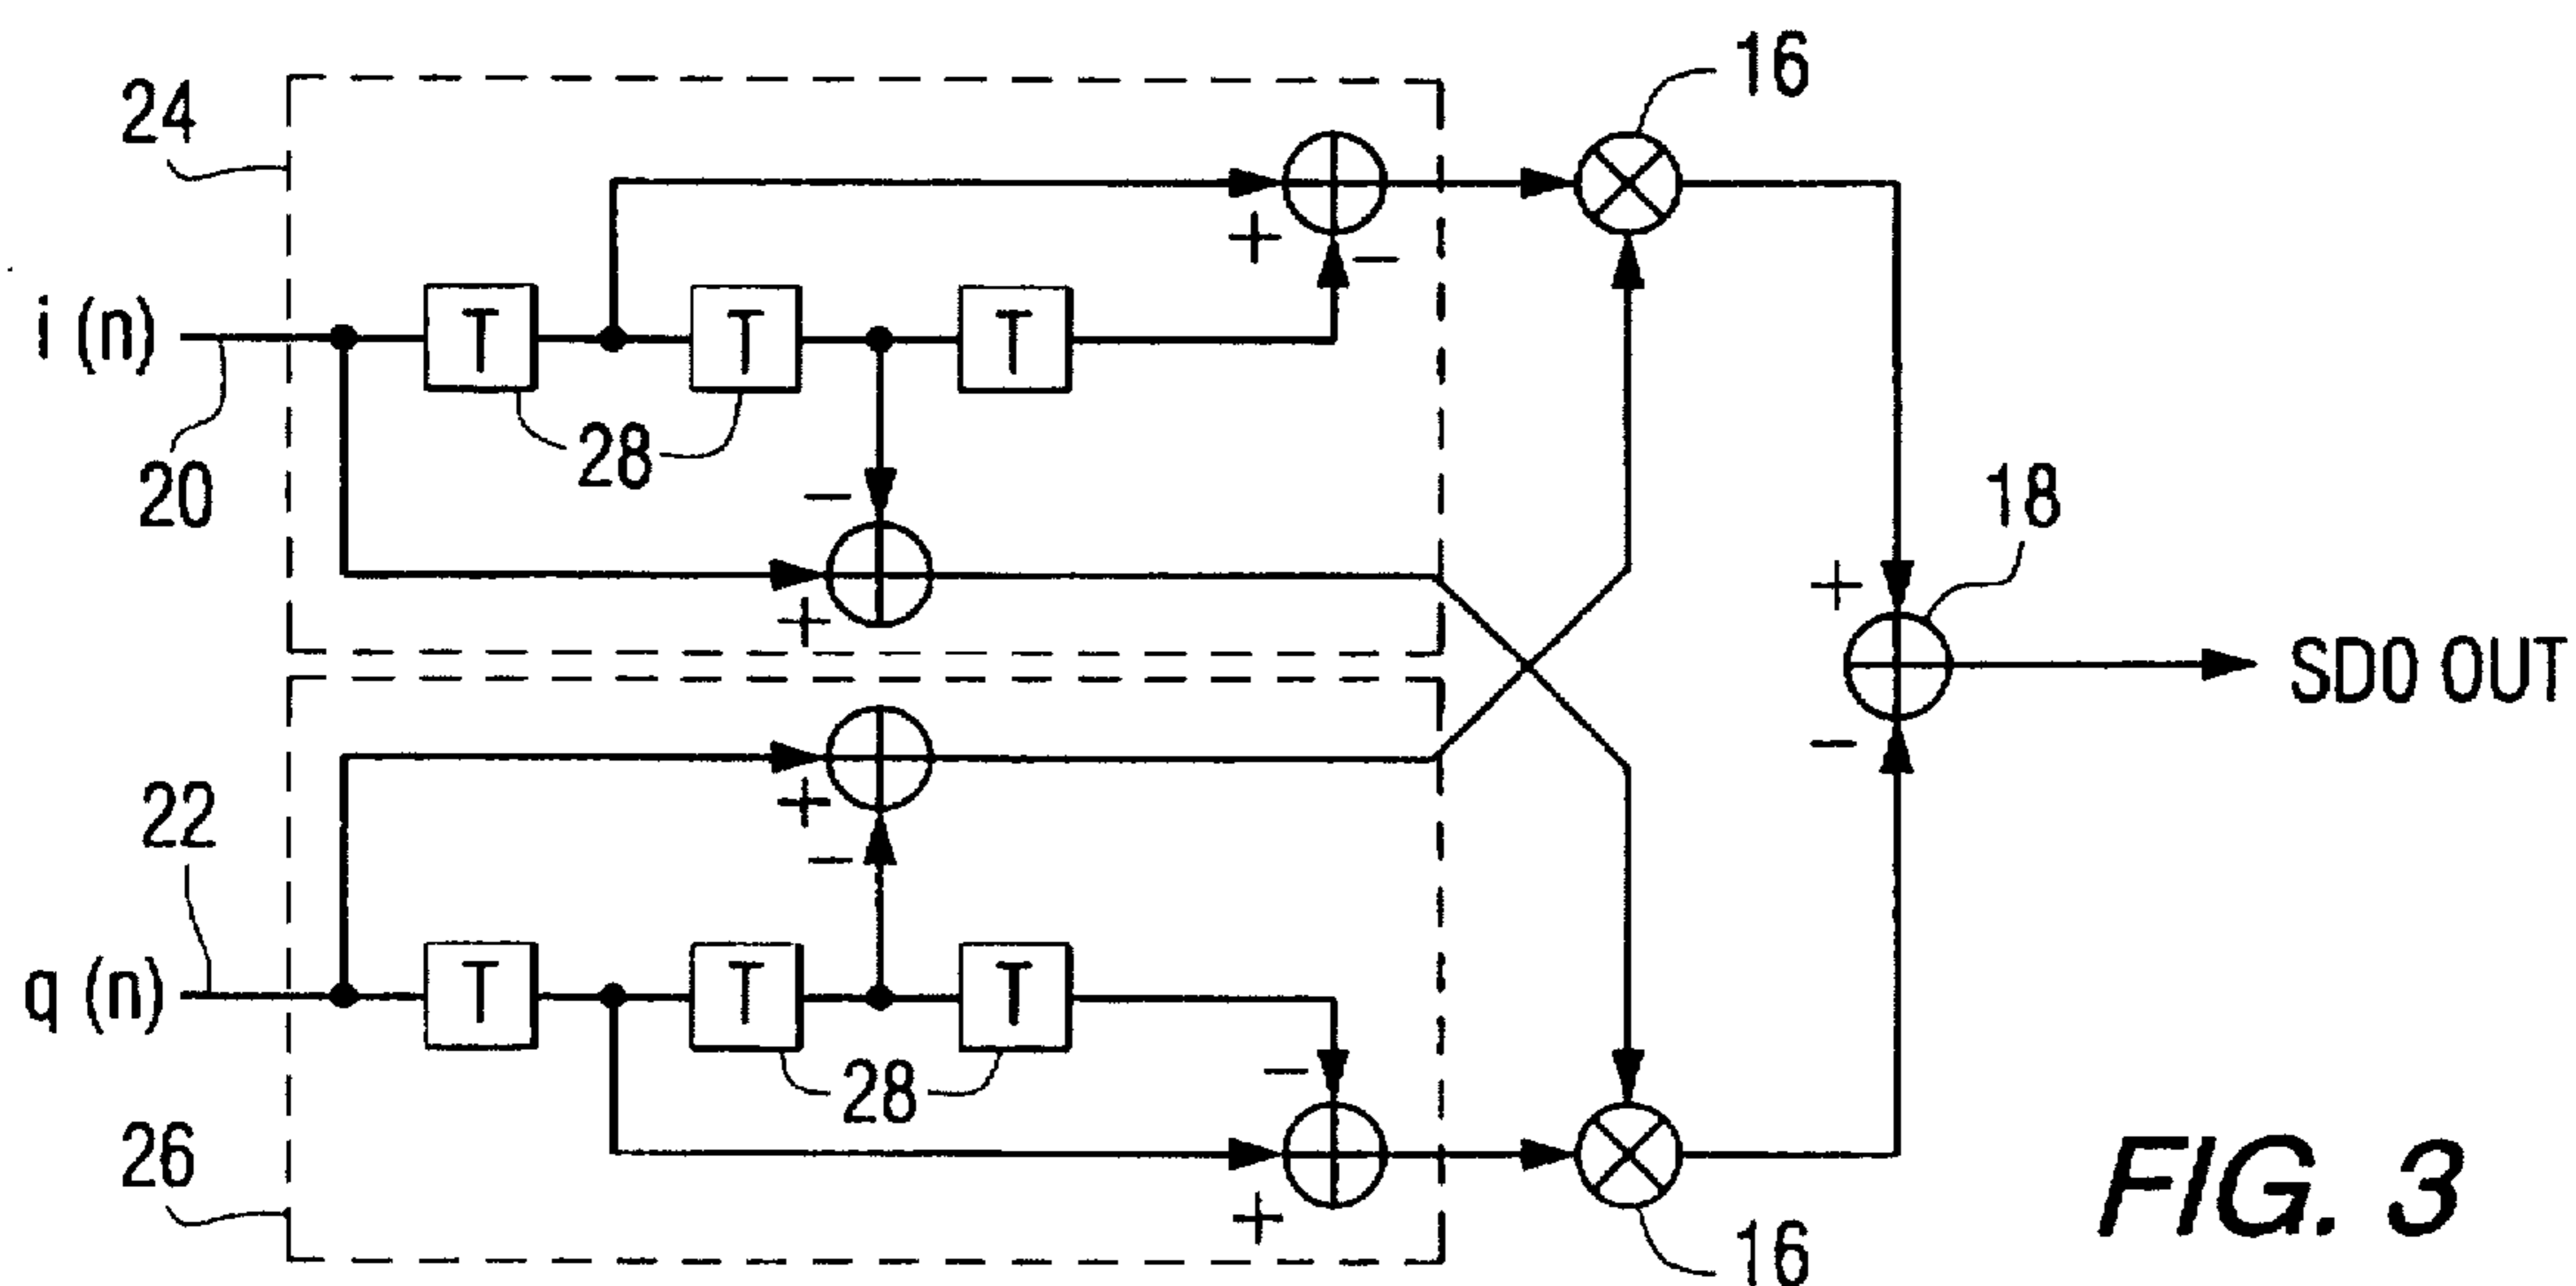 16
24
+
−
i (n)
T
T
T
28
20
−
+
18
+
SD0 OUT
−
+
−
22
q (n)
T
T
T
28
−
26
+
16
FIG. 3